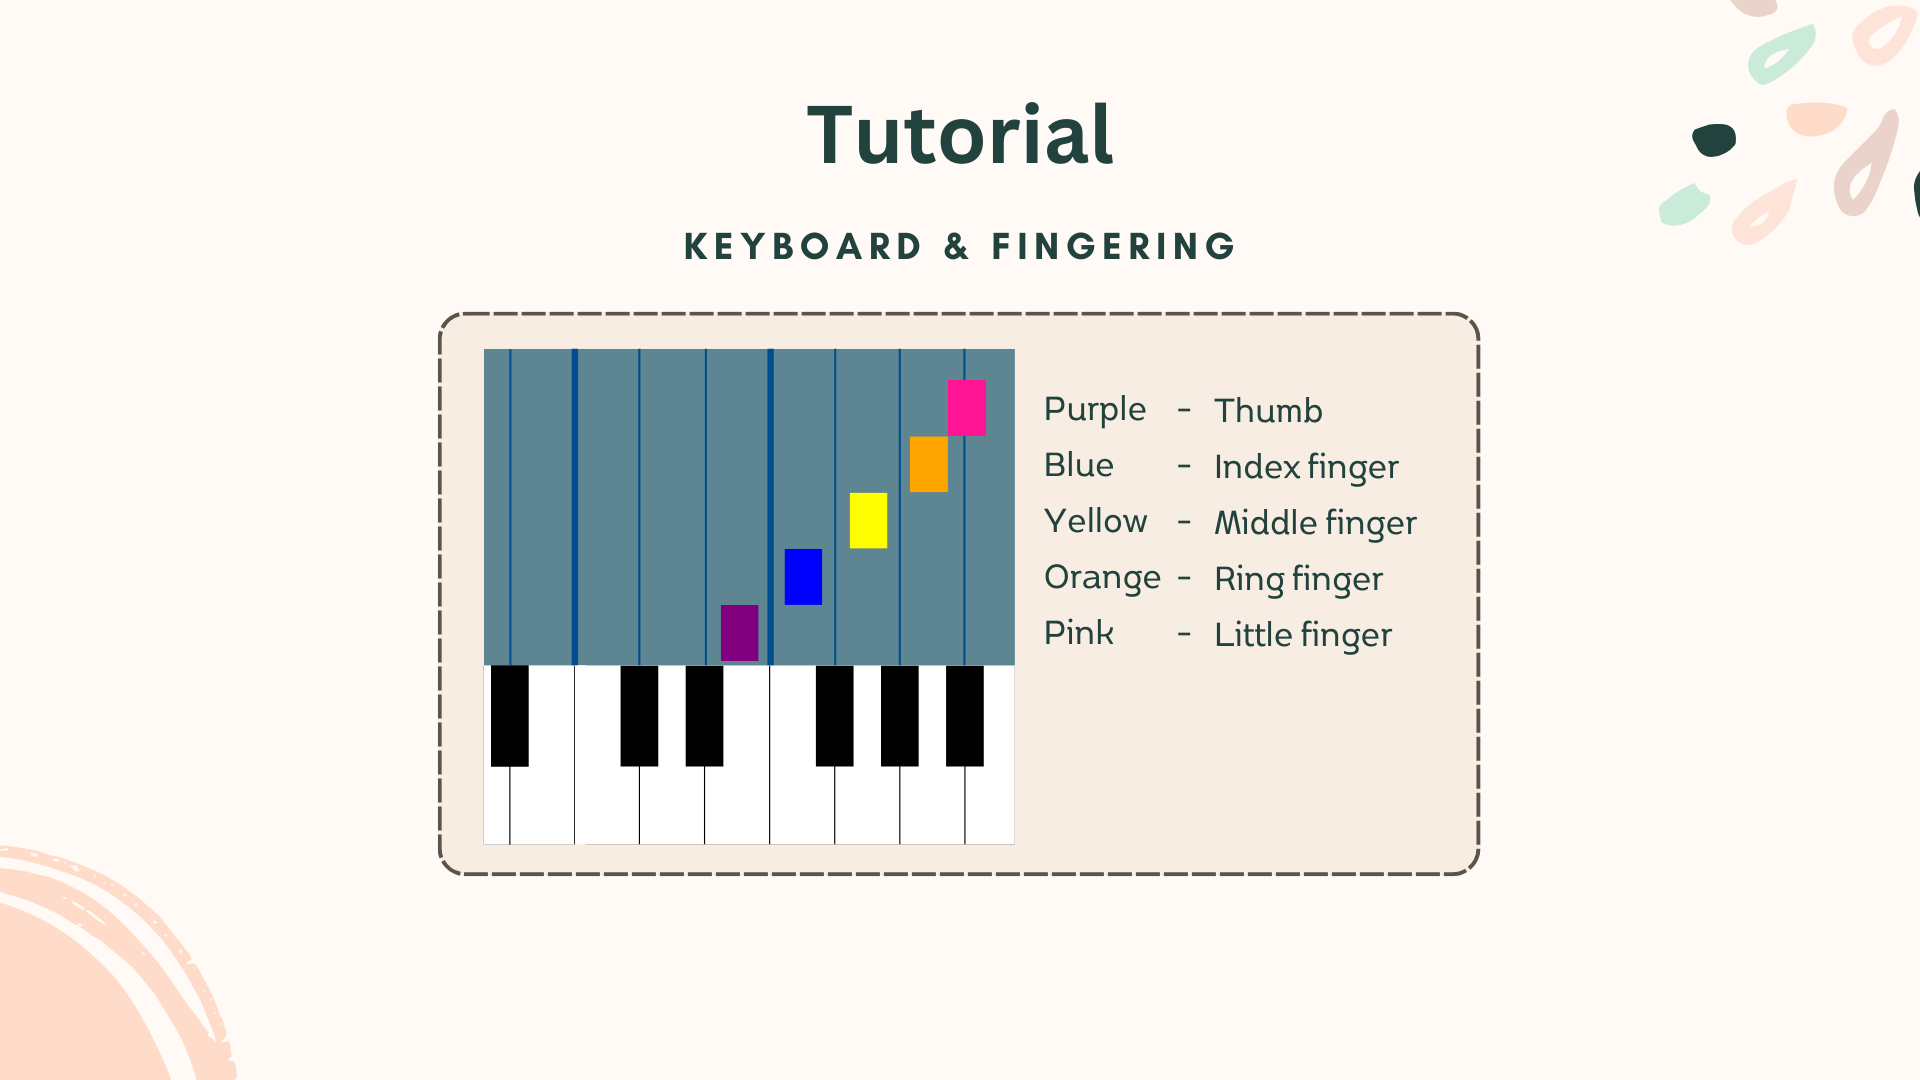 Tutorial
KEYBOARD & FINGERING
Purple - Thumb
Blue - Index finger
Yellow - Middle finger
Orange - Ring finger
Pink - Little finger